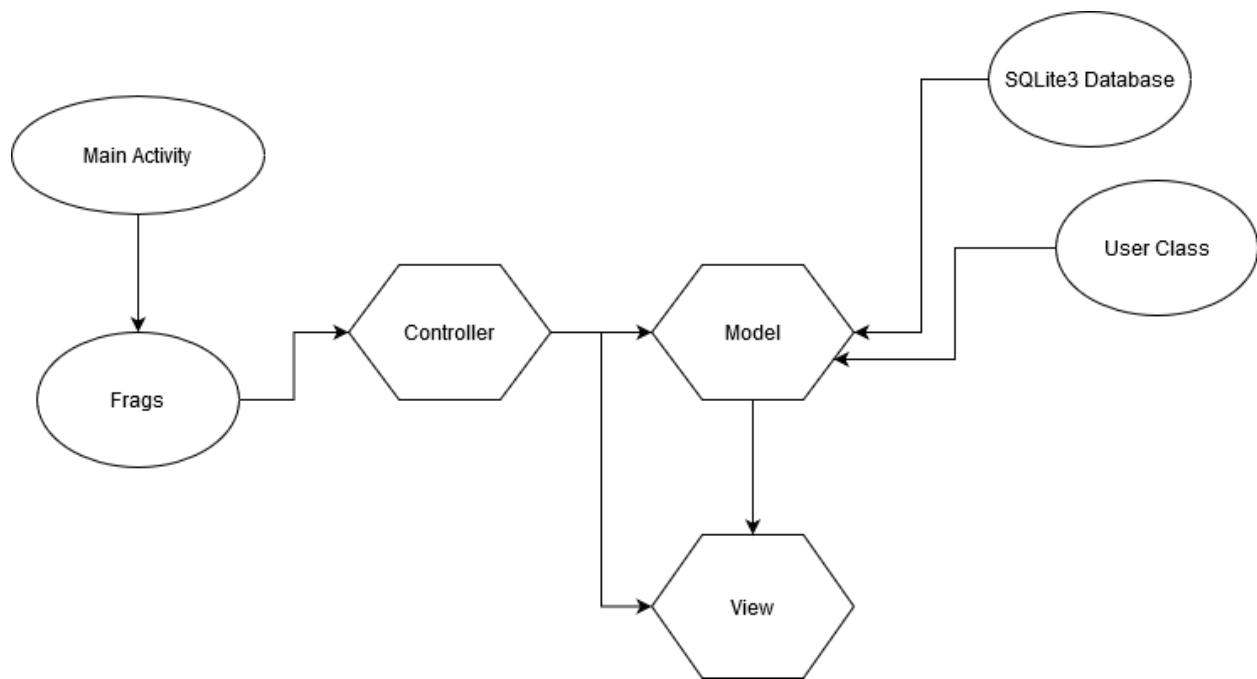 SQLite3 Database
Main Activity
User Class
Controller
Model
Frags
View